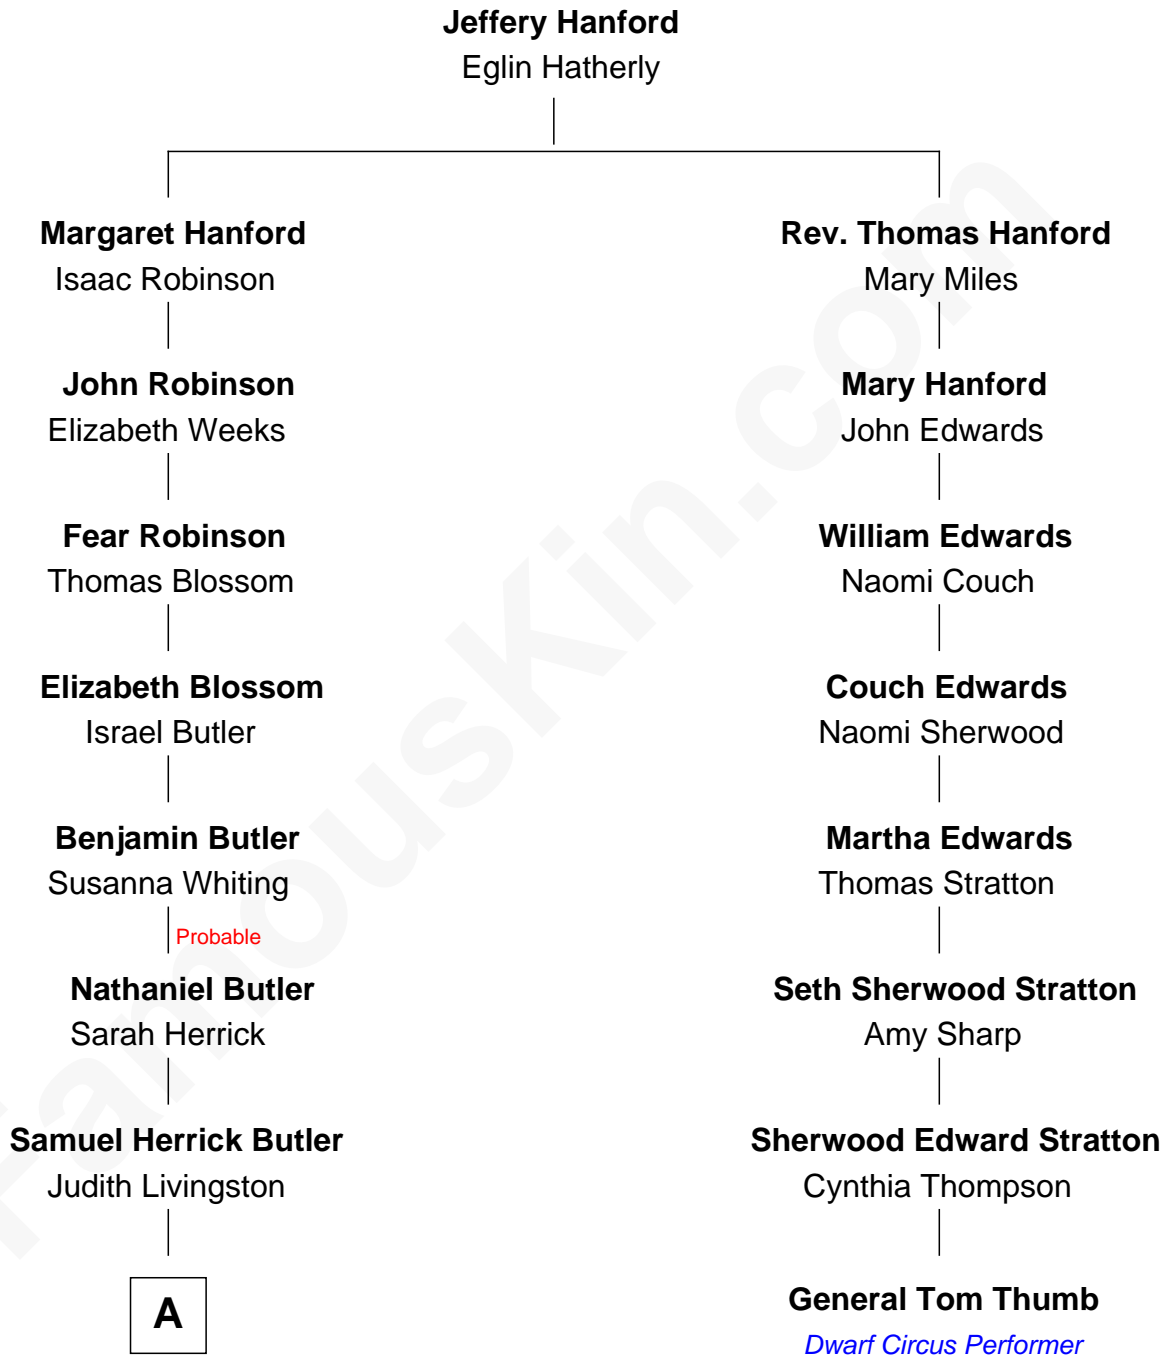 Jeffery Hanford
Eglin Hatherly
Margaret Hanford
Isaac Robinson
Rev. Thomas Hanford
Mary Miles
John Robinson
Elizabeth Weeks
Mary Hanford
John Edwards
Fear Robinson
Thomas Blossom
William Edwards
Naomi Couch
Elizabeth Blossom
Israel Butler
Couch Edwards
Naomi Sherwood
Benjamin Butler
Susanna Whiting
Martha Edwards
Thomas Stratton
Probable
Nathaniel Butler
Sarah Herrick
Seth Sherwood Stratton
Amy Sharp
Samuel Herrick Butler
Judith Livingston
Sherwood Edward Stratton
Cynthia Thompson
A
General Tom Thumb
Dwarf Circus Performer
FamousKin.com